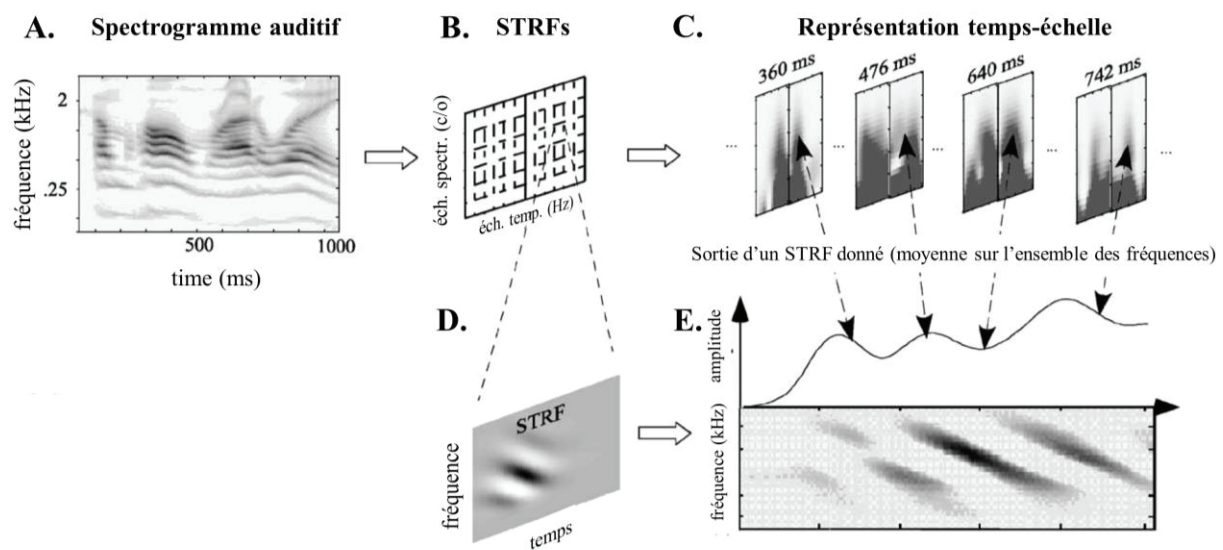 A. Spectrogramme auditif
fréquence (kHz)
2
.25
500
1000
time (ms)
B. STRFs
éch. spectr. (c/o)
éch. temp. (Hz)
C. Représentation temps-échelle
360 ms
476 ms
640 ms
742 ms
...
...
...
...
...
Sortie d'un STRF donné (moyenne sur l'ensemble des fréquences)
D.
STRF
fréquence
temps
E.
amplitude
fréquence (kHz)